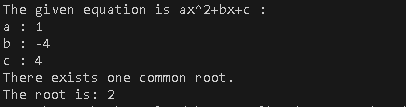 The given equation is ax^2+bx+c :
a : 1
b : -4
c : 4
There exists one common root.
The root is: 2